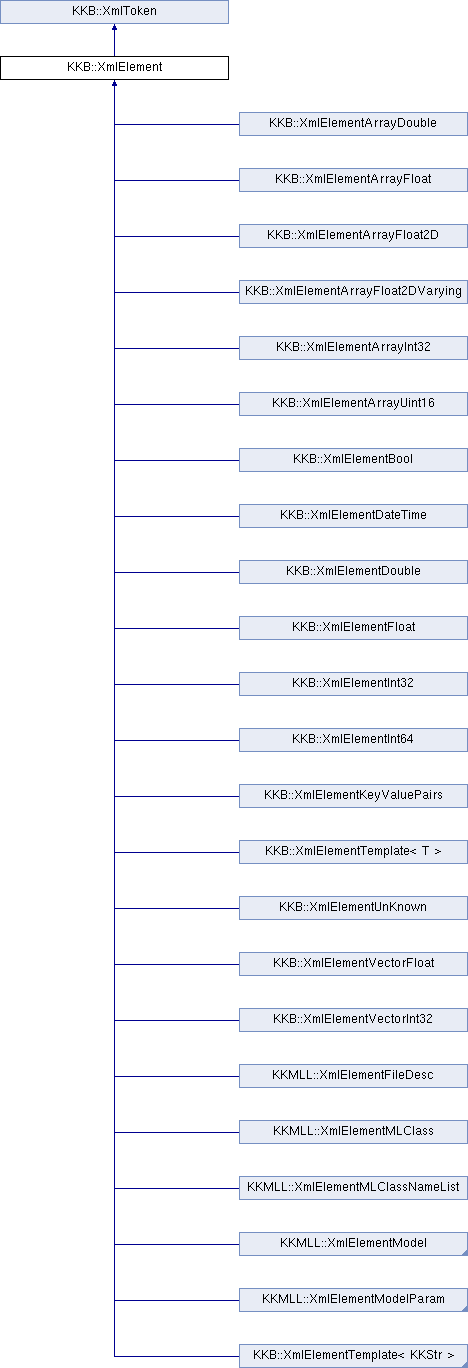 KKB::XmlToken
KKB::XmlElement
KKB::XmlElementArrayDouble
KKB::XmlElementArrayFloat
KKB::XmlElementArrayFloat2D
KKB::XmlElementArrayFloat2DVarying
KKB::XmlElementArrayInt32
KKB::XmlElementArrayUint16
KKB::XmlElementBool
KKB::XmlElementDateTime
KKB::XmlElementDouble
KKB::XmlElementFloat
KKB::XmlElementInt32
KKB::XmlElementInt64
KKB::XmlElementKeyValuePairs
KKB::XmlElementTemplate< T >
KKB::XmlElementUnKnown
KKB::XmlElementVectorFloat
KKB::XmlElementVectorInt32
KKMLL::XmlElementFileDesc
KKMLL::XmlElementMLClass
KKMLL::XmlElementMLClassNameList
KKMLL::XmlElementModel
KKMLL::XmlElementModelParam
KKB::XmlElementTemplate< KKStr >